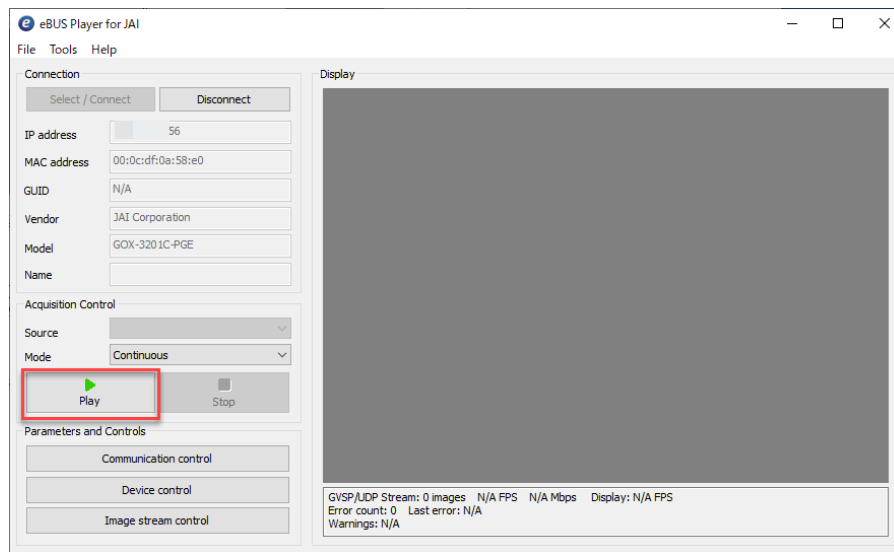 eBUS Player for JAI
File Tools Help
Connection
Select / Connect Disconnect
IP address 56
MAC address 00:0c:df:0a:58:e0
GUID N/A
Vendor JAI Corporation
Model GOX-3201C-PGE
Name
Acquisition Control
Source
Mode Continuous
Play Stop
Parameters and Controls
Communication control
Device control
Image stream control
Display
GVSP/UDP Stream: 0 images N/A FPS N/A Mbps Display: N/A FPS
Error count: 0 Last error: N/A
Warnings: N/A